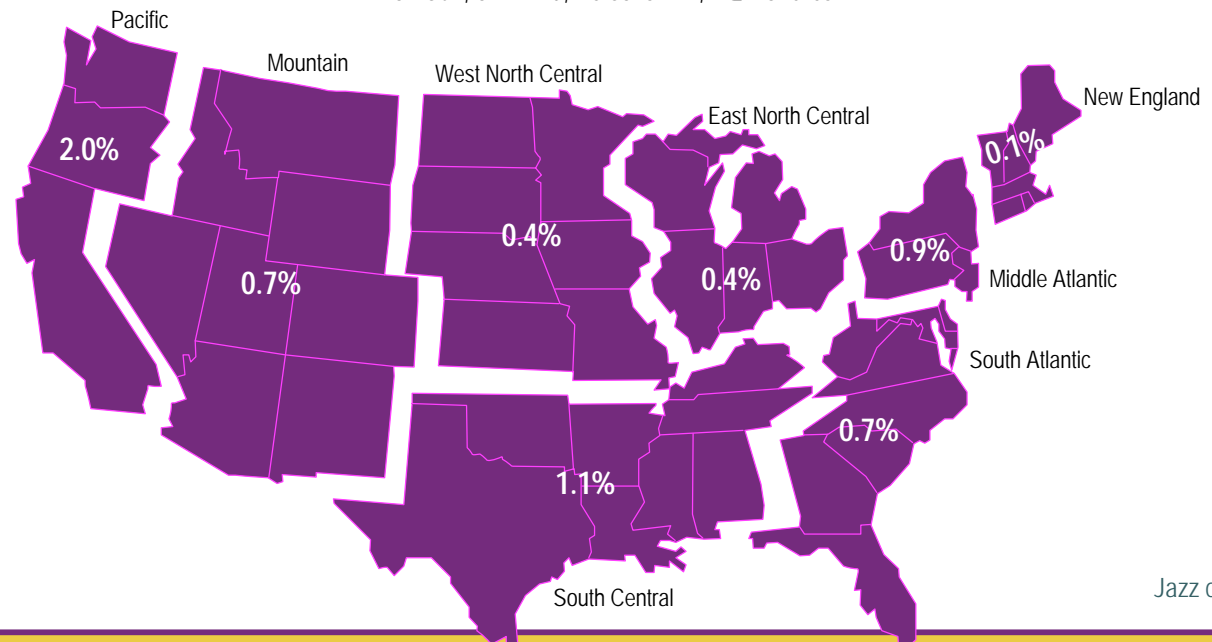 Pacific
Mountain
West North Central
East North Central
New England
2.0%
0.1%
0.4%
0.9%
0.7%
0.4%
Middle Atlantic
South Atlantic
0.7%
1.1%
South Central
Jazz